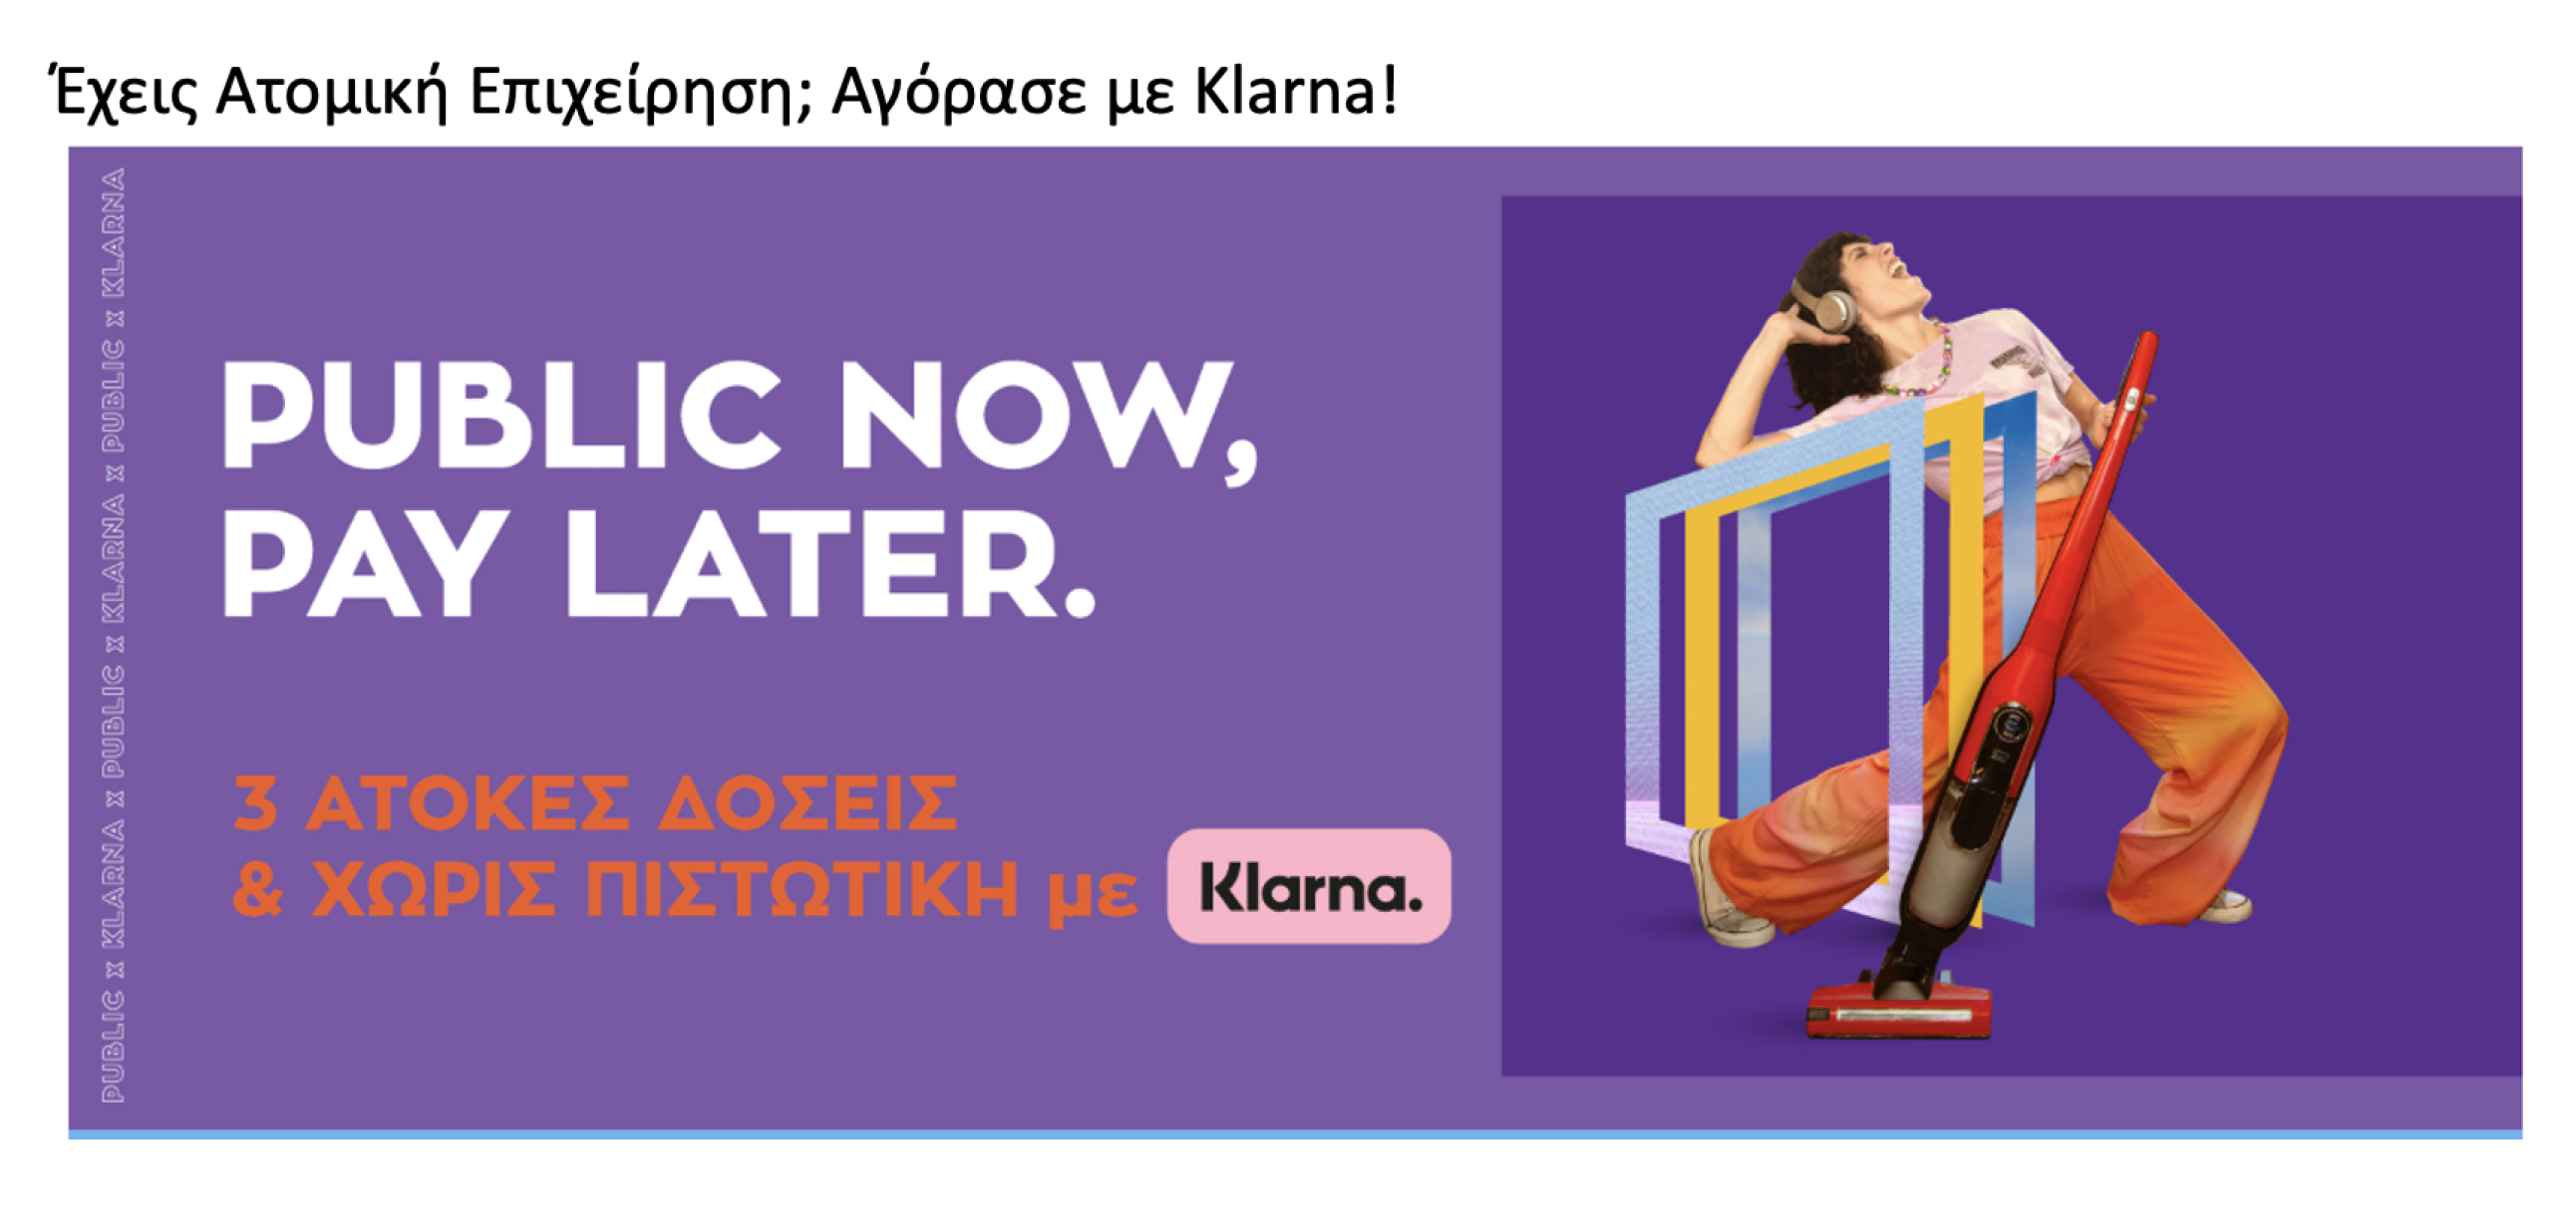 Έχεις Ατομική Επιχείρηση; Αγόρασε με Klarna!
PUBLIC x KLARNA x PUBLIC x KLARNA x PUBLIC x KLARNA
PUBLIC NOW,
PAY LATER.
3 ΑΤΟΚΕΣ ΔΟΣΕΙΣ
& ΧΩΡΙΣ ΠΙΣΤΩΤΙΚΗ με Klarna.